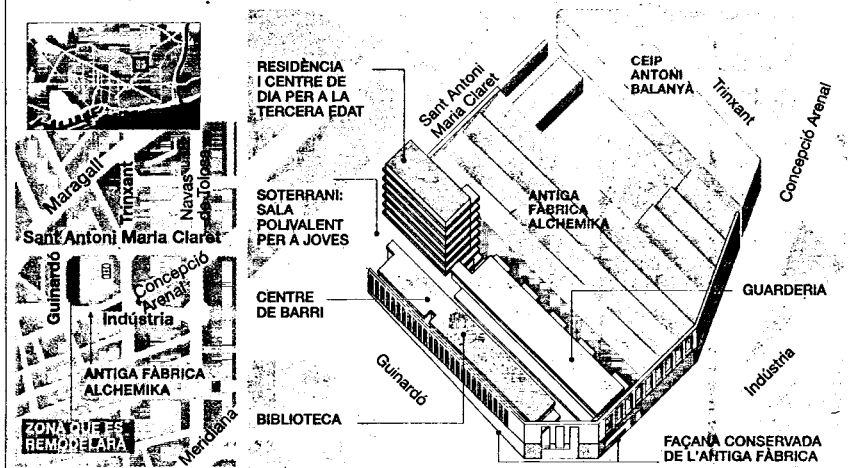 Maragall
Trinxant
Navas
de Tolosa
Sant Antoni Maria Claret
Guinardó
Concepció
Arenal
Indústria
ANTIGA FÀBRICA
ALCHEMIKA
ZONA QUE ES
REMODELARÀ
Meridiana
RESIDÈNCIA
I CENTRE DE
DIA PER A LA
TERCERA EDAT
SOTERRANI:
SALA
POLIVALENT
PER A JOVES
CENTRE
DE BARRI
BIBLIOTECA
Sant Antoni
Maria Claret
CEIP
ANTONI
BALANYÀ
Trinxant
Concepció Arenal
ANTIGA
FÀBRICA
ALCHEMIKA
GUARDERIA
Guinardó
Indústria
FAÇANA CONSERVADA
DE L'ANTIGA FÀBRICA